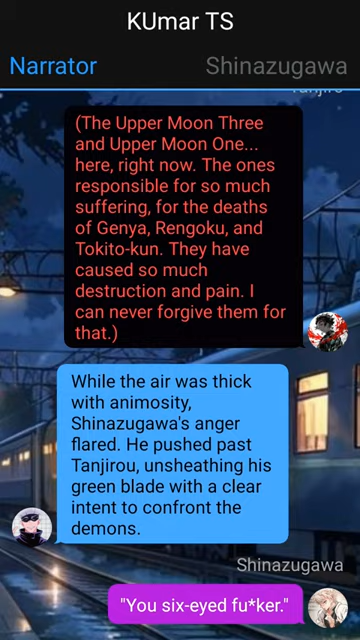 KUmar TS
Narrator
Shinazugawa
Tanjiro
(The Upper Moon Three
and Upper Moon One...
here, right now. The ones
responsible for so much
suffering, for the deaths
of Genya, Rengoku, and
Tokito-kun. They have
caused so much
destruction and pain. I
can never forgive them for
that.)
While the air was thick
with animosity,
Shinazugawa's anger
flared. He pushed past
Tanjirou, unsheathing his
green blade with a clear
intent to confront the
demons.
Shinazugawa
"You six-eyed fu*ker."